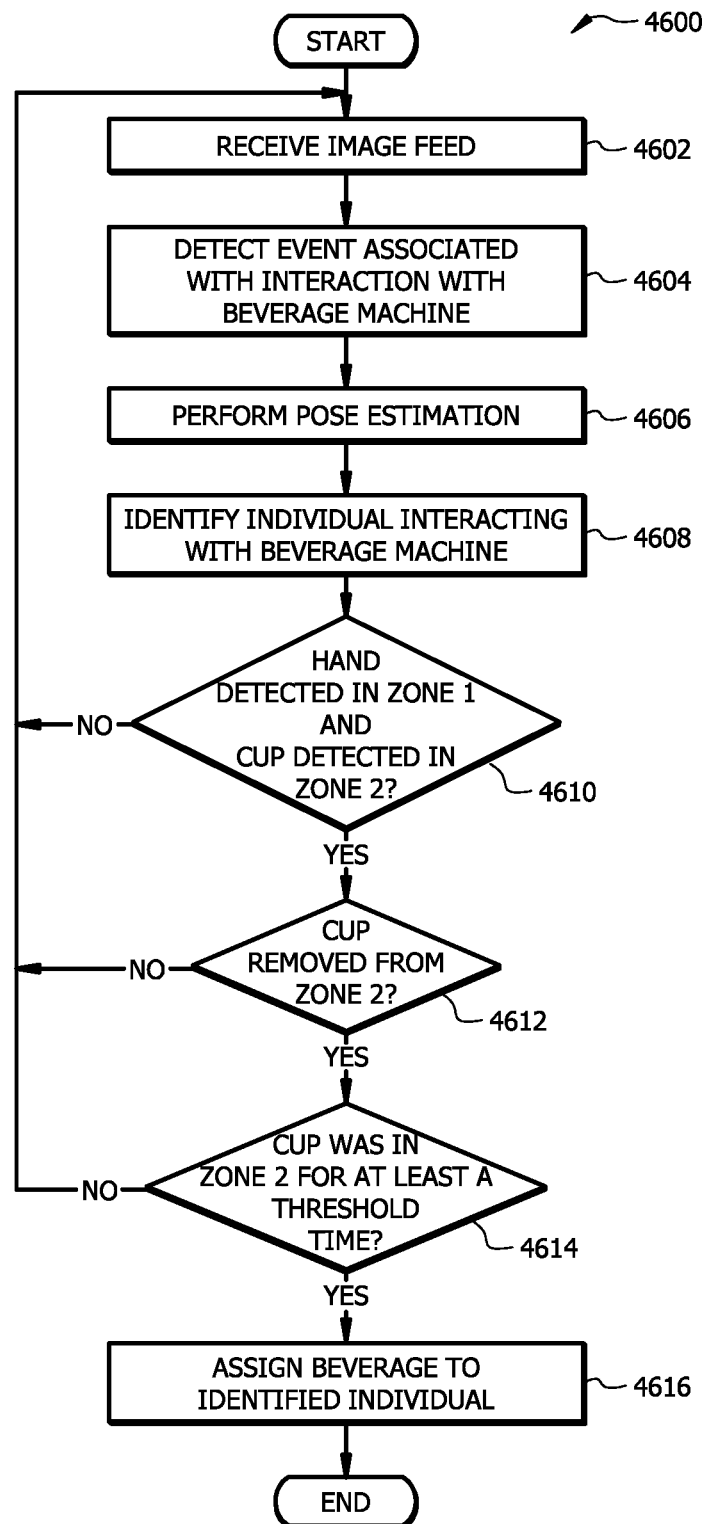 4600
START
RECEIVE IMAGE FEED
4602
DETECT EVENT ASSOCIATED
WITH INTERACTION WITH
BEVERAGE MACHINE
4604
PERFORM POSE ESTIMATION
4606
IDENTIFY INDIVIDUAL INTERACTING
WITH BEVERAGE MACHINE
4608
HAND
DETECTED IN ZONE 1
AND
CUP DETECTED IN
ZONE 2?
NO
4610
YES
CUP
REMOVED FROM
ZONE 2?
NO
4612
YES
CUP WAS IN
ZONE 2 FOR AT LEAST A
THRESHOLD
TIME?
NO
4614
YES
ASSIGN BEVERAGE TO
IDENTIFIED INDIVIDUAL
4616
END